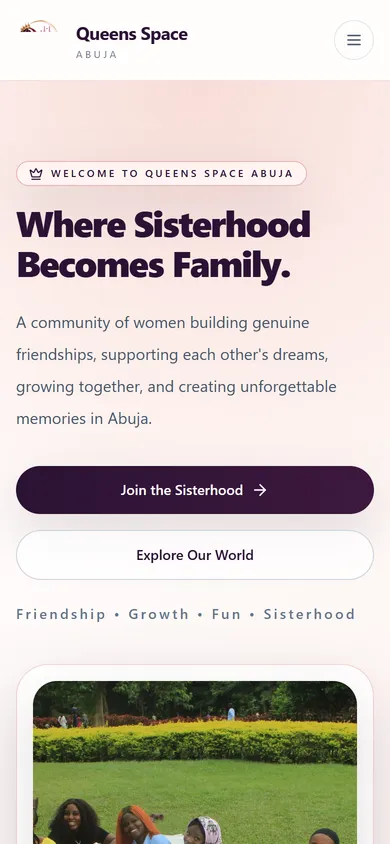 Queens Space
ABUJA
WELCOME TO QUEENS SPACE ABUJA
Where Sisterhood
Becomes Family.
A community of women building genuine
friendships, supporting each other's dreams,
growing together, and creating unforgettable
memories in Abuja.
Join the Sisterhood
Explore Our World
Friendship • Growth • Fun • Sisterhood